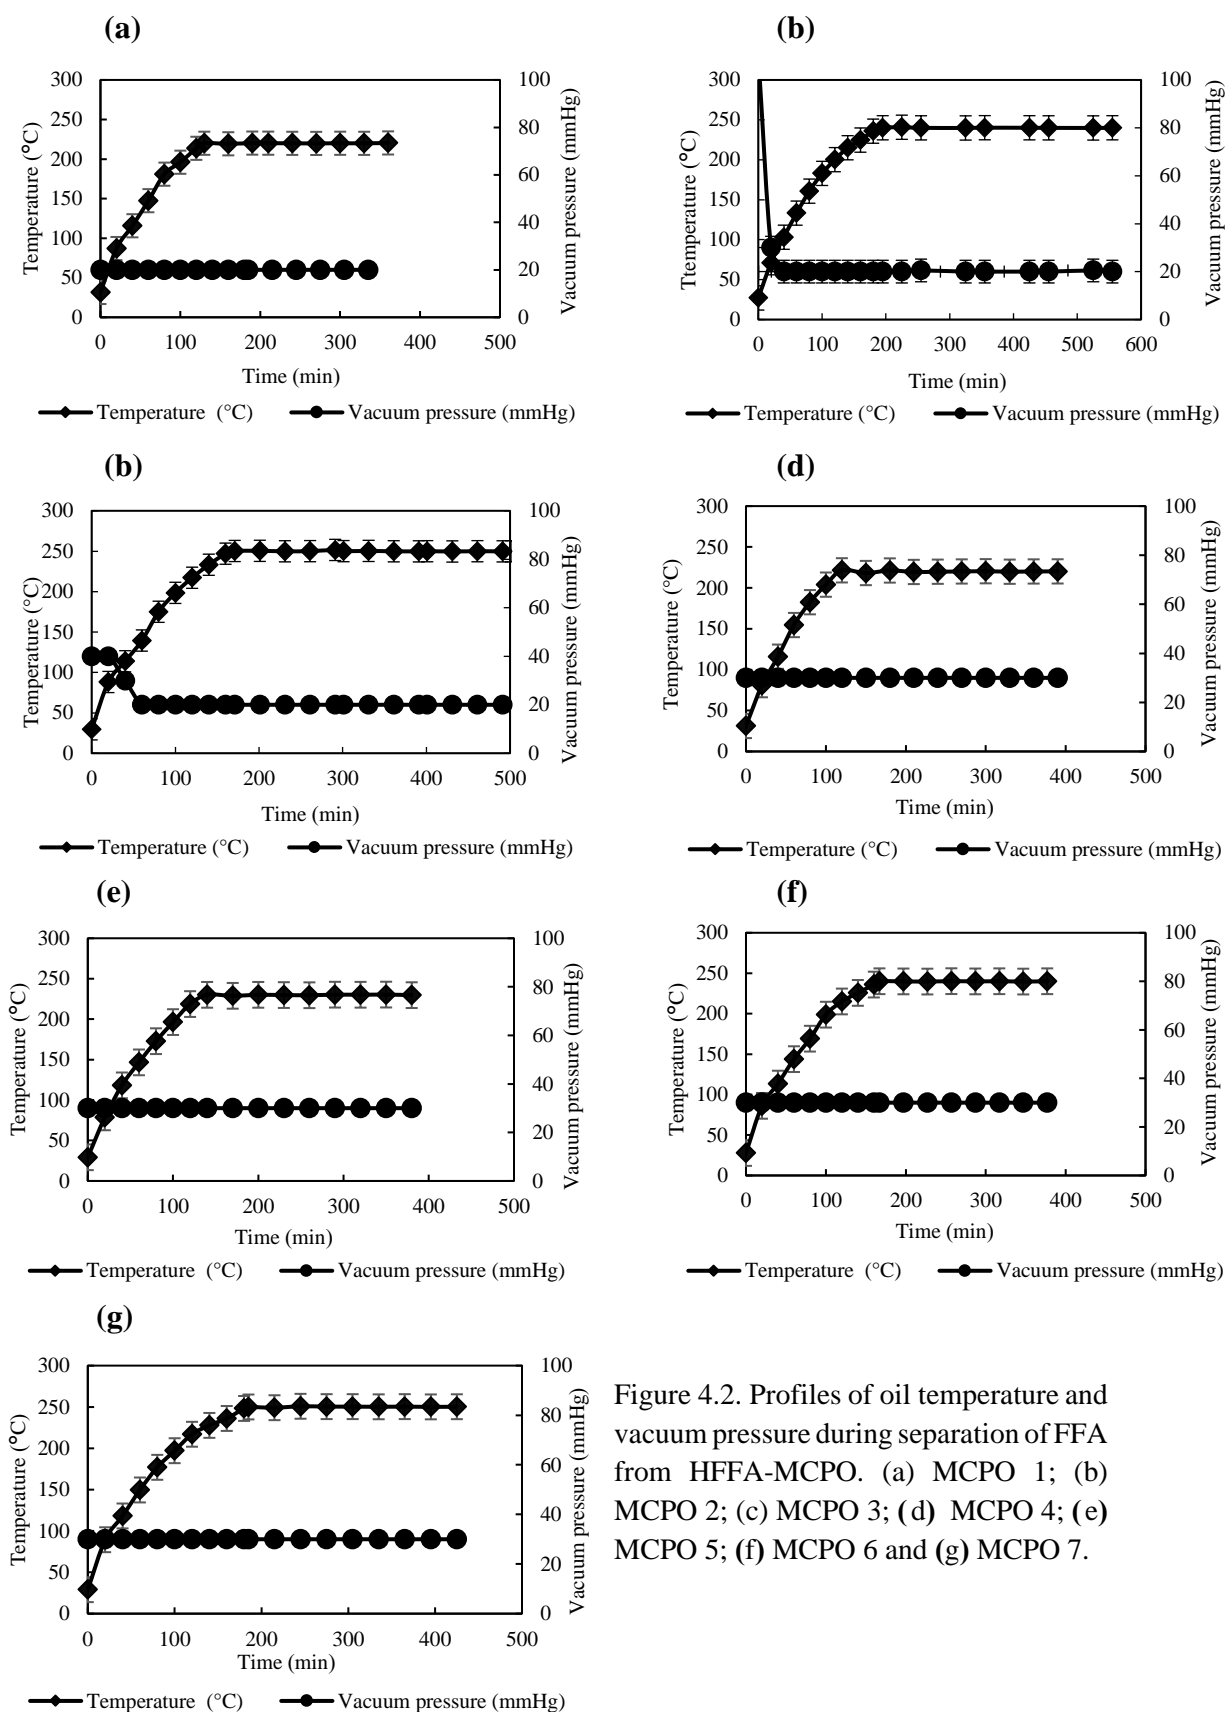 (a)
300
250
200
150
100
50
0
Temperature (°C)
100
80
60
40
20
0
Vacuum pressure (mmHg)
0 100 200 300 400 500
Time (min)
Temperature (°C) Vacuum pressure (mmHg)
(b)
300
250
200
150
100
50
0
Ttemperature (°C)
100
80
60
40
20
0
Vacuum pressure (mmHg)
0 100 200 300 400 500 600
Time (min)
Temperature (°C) Vacuum pressure (mmHg)
(b)
300
250
200
150
100
50
0
Temperature (°C)
100
80
60
40
20
0
Vacuum pressure (mmHg)
0 100 200 300 400 500
Time (min)
Temperature (°C) Vacuum pressure (mmHg)
(d)
300
250
200
150
100
50
0
Temperature (°C)
100
80
60
40
20
0
Vacuum pressure (mmHg)
0 100 200 300 400 500
Time (min)
Temperature (°C) Vacuum pressure (mmHg)
(e)
300
250
200
150
100
50
0
Temperature (°C)
100
80
60
40
20
0
Vacuum pressure (mmHg)
0 100 200 300 400 500
Time (min)
Temperature (°C) Vacuum pressure (mmHg)
(f)
300
250
200
150
100
50
0
Temperature (°C)
100
80
60
40
20
0
Vacuum pressure (mmHg)
0 100 200 300 400 500
Time (min)
Temperature (°C) Vacuum pressure (mmHg)
(g)
300
250
200
150
100
50
0
Temperature (°C)
100
80
60
40
20
0
Vacuum pressure (mmHg)
0 100 200 300 400 500
Time (min)
Temperature (°C) Vacuum pressure (mmHg)
Figure 4.2. Profiles of oil temperature and
vacuum pressure during separation of FFA
from HFFA-MCPO. (a) MCPO 1; (b)
MCPO 2; (c) MCPO 3; (d) MCPO 4; (e)
MCPO 5; (f) MCPO 6 and (g) MCPO 7.